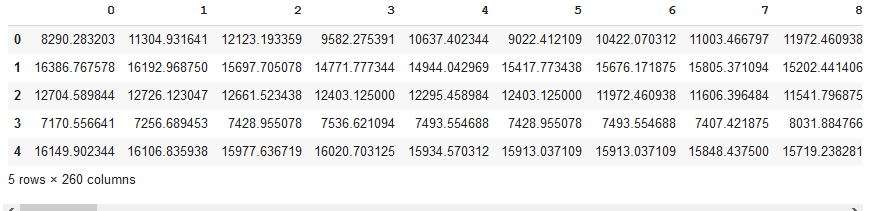 0 1 2 3 4 5 6 7 8
0 8290.283203 11304.931641 12123.193359 9582.275391 10637.402344 9022.412109 10422.070312 11003.466797 11972.460938
1 16386.767578 16192.968750 15697.705078 14771.777344 14944.042969 15417.773438 15676.171875 15805.371094 15202.441406
2 12704.589844 12726.123047 12661.523438 12403.125000 12295.458984 12403.125000 11972.460938 11606.396484 11541.796875
3 7170.556641 7256.689453 7428.955078 7536.621094 7493.554688 7428.955078 7493.554688 7407.421875 8031.884766
4 16149.902344 16106.835938 15977.636719 16020.703125 15934.570312 15913.037109 15913.037109 15848.437500 15719.238281
5 rows × 260 columns